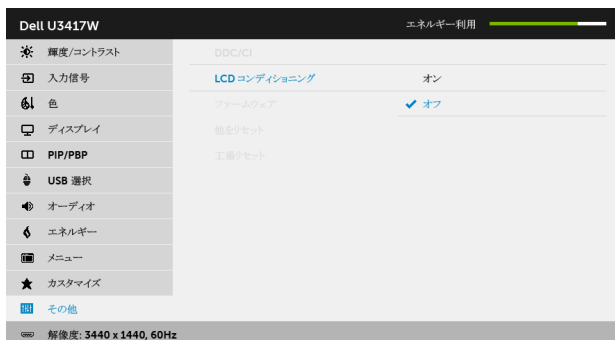 Dell U3417W
エネルギー利用
輝度/コントラスト
DDC/CI
入力信号
LCD コンディショニング
オン
色
ファームウェア
オフ
ディスプレイ
他をリセット
PIP/PBP
工場リセット
USB 選択
オーディオ
エネルギー
メニュー
カスタマイズ
その他
解像度: 3440 x 1440, 60Hz